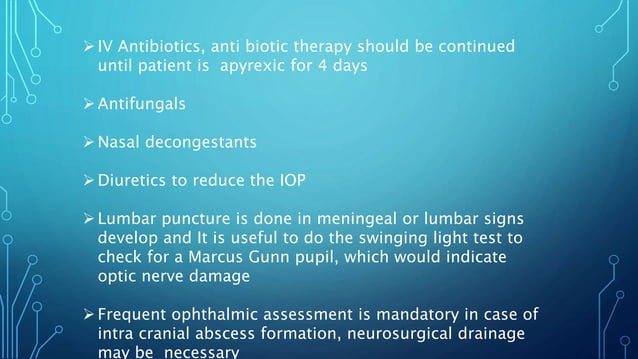 ➢ IV Antibiotics, anti biotic therapy should be continued
until patient is apyrexic for 4 days
➢ Antifungals
➢ Nasal decongestants
➢ Diuretics to reduce the IOP
➢ Lumbar puncture is done in meningeal or lumbar signs
develop and It is useful to do the swinging light test to
check for a Marcus Gunn pupil, which would indicate
optic nerve damage
➢ Frequent ophthalmic assessment is mandatory in case of
intra cranial abscess formation, neurosurgical drainage
may be necessary